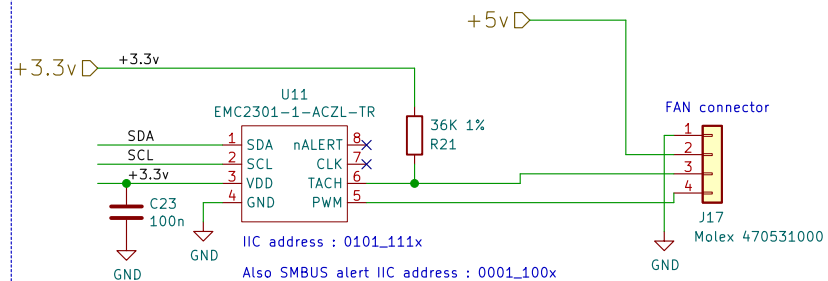 +5v
+3.3v
+3.3v
U11
EMC2301-1-ACZL-TR
FAN connector
36K 1%
R21
SDA
SCL
+3.3v
1 SDA nALERT 8
2 SCL CLK 7
3 VDD TACH 6
4 GND PWM 5
1
2
3
4
C23
100n
J17
Molex 470531000
GND
GND
GND
IIC address : 0101_111x
Also SMBUS alert IIC address : 0001_100x